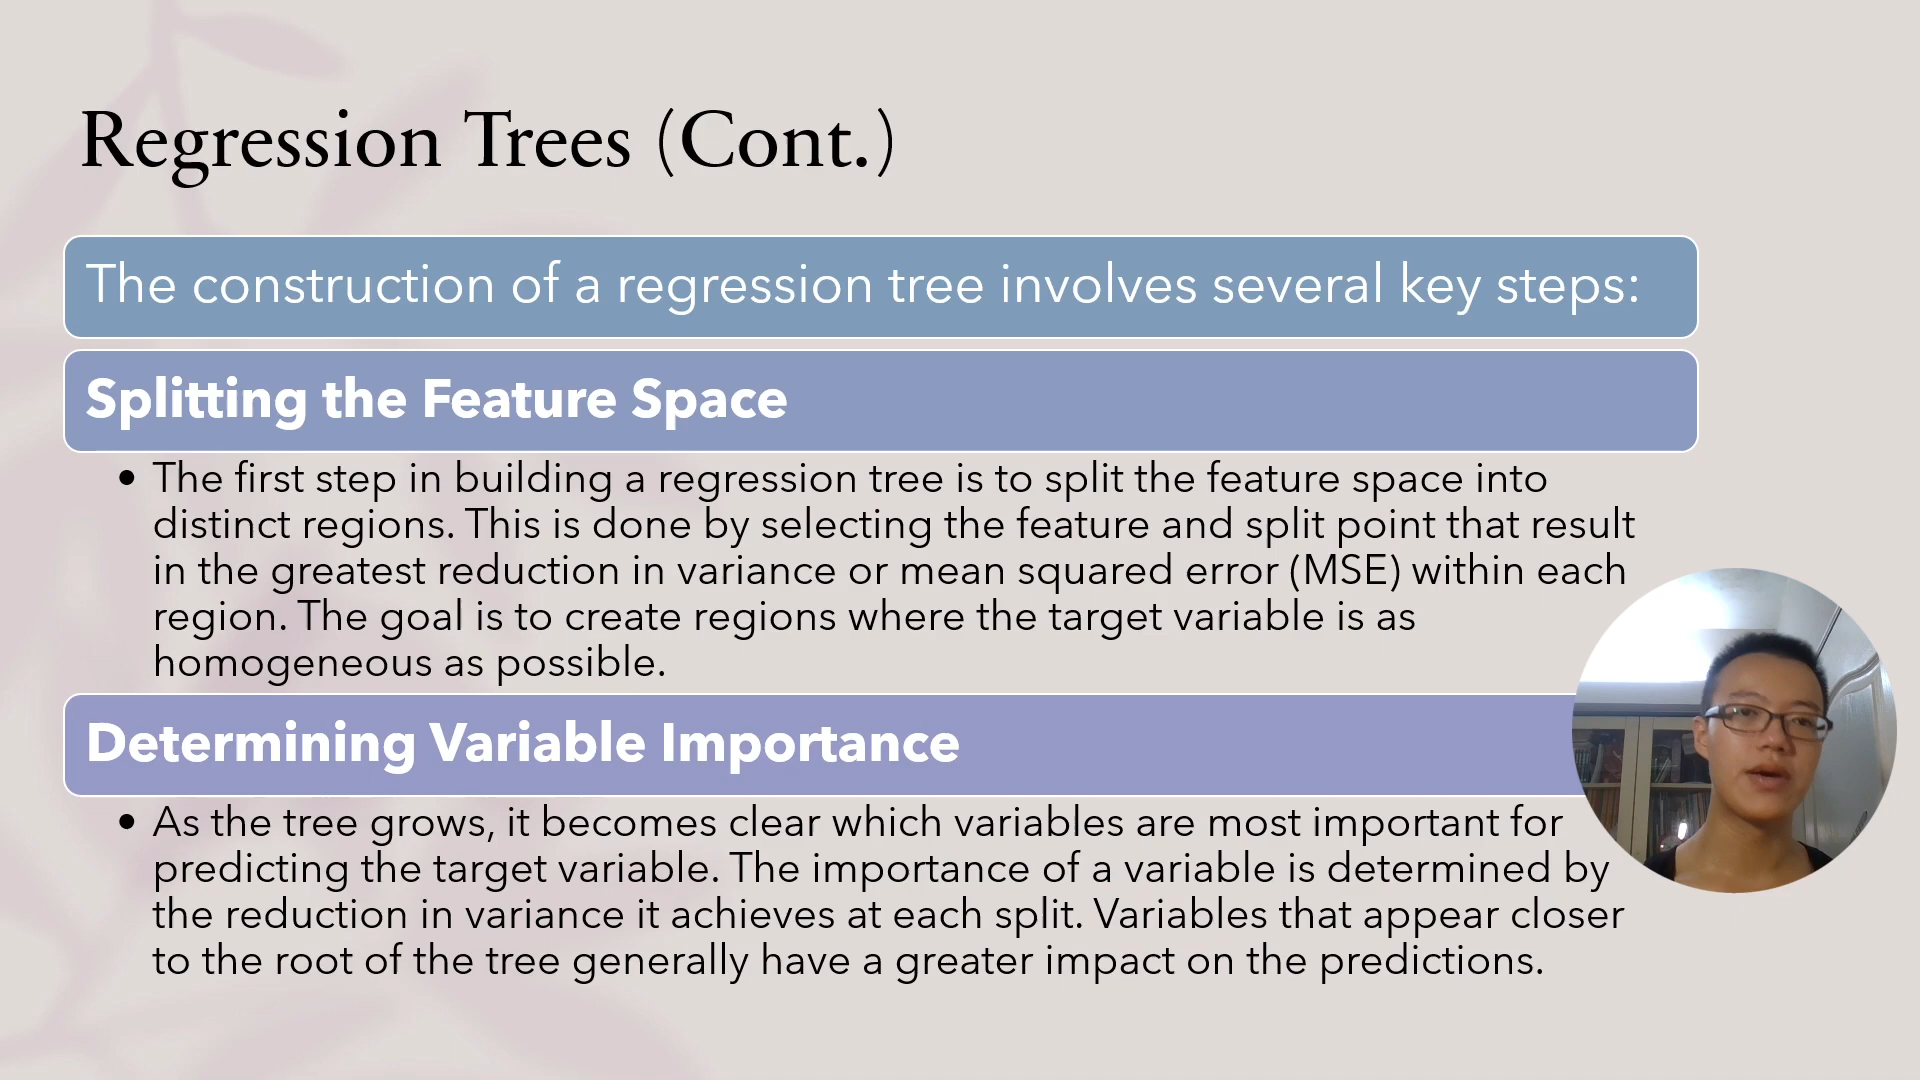 Regression Trees (Cont.)
The construction of a regression tree involves several key steps:
Splitting the Feature Space
• The first step in building a regression tree is to split the feature space into
distinct regions. This is done by selecting the feature and split point that result
in the greatest reduction in variance or mean squared error (MSE) within each
region. The goal is to create regions where the target variable is as
homogeneous as possible.
Determining Variable Importance
• As the tree grows, it becomes clear which variables are most important for
predicting the target variable. The importance of a variable is determined by
the reduction in variance it achieves at each split. Variables that appear closer
to the root of the tree generally have a greater impact on the predictions.